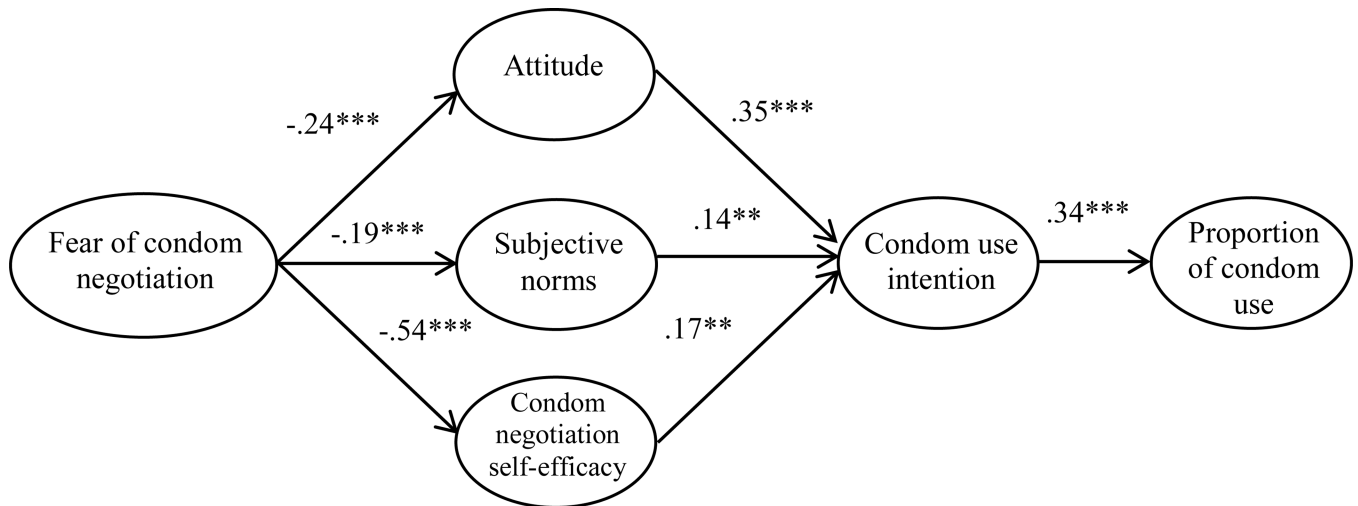 Attitude
-.24***
.35***
Fear of condom
negotiation
-.19***
Subjective
norms
.14**
Condom use
intention
.34***
Proportion
of condom
use
-.54***
.17**
Condom
negotiation
self-efficacy